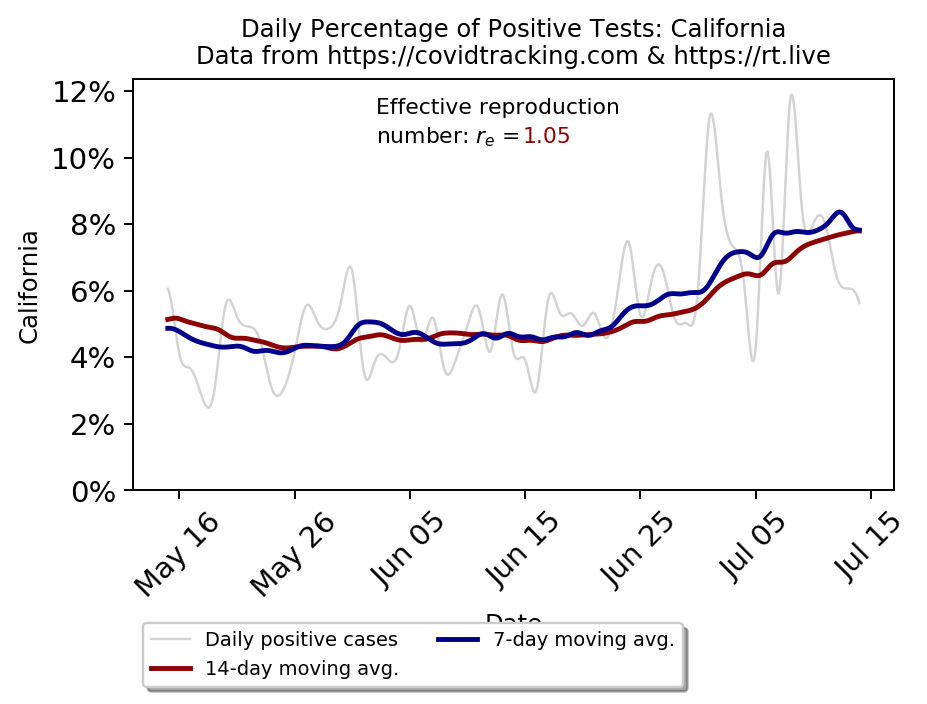 Daily Percentage of Positive Tests: California
Data from https://covidtracking.com & https://rt.live
12%
10%
8%
6%
4%
2%
0%
California
Effective reproduction
number: rₑ =1.05
May 16
May 26
Jun 05
Jun 15
Jun 25
Jul 05
Jul 15
Date
Daily positive cases
14-day moving avg.
7-day moving avg.